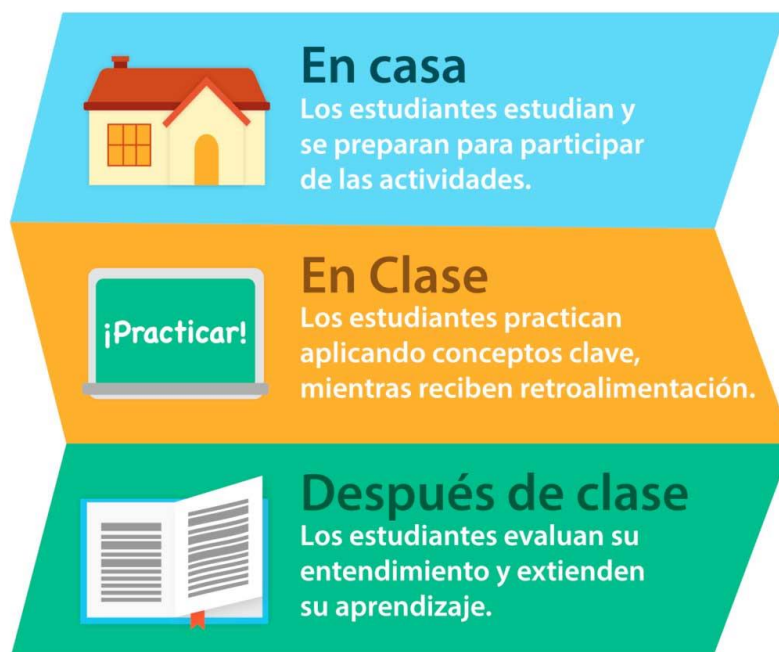 En casa
Los estudiantes estudian y
se preparan para participar
de las actividades.
¡Practicar!
En Clase
Los estudiantes practican
aplicando conceptos clave,
mientras reciben retroalimentación.
Después de clase
Los estudiantes evaluan su
entendimiento y extienden
su aprendizaje.